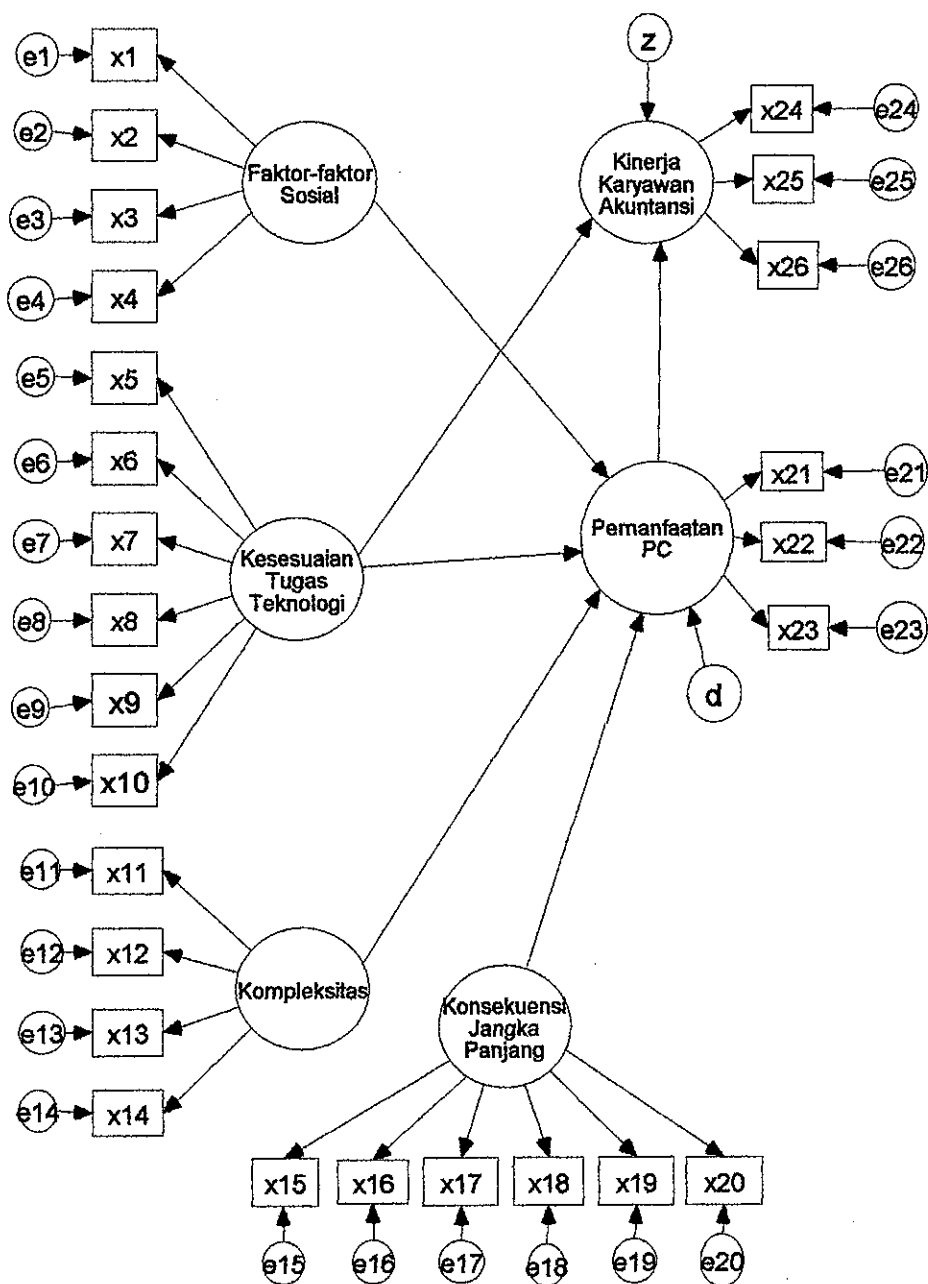 e1
x1
e2
x2
e3
x3
e4
x4
Faktor-faktor
Sosial
e5
x5
e6
x6
e7
x7
e8
x8
e9
x9
e10
x10
Kesesuaian
Tugas
Teknologi
e11
x11
e12
x12
e13
x13
e14
x14
Kompleksitas
z
Kinerja
Karyawan
Akuntansi
x24
e24
x25
e25
x26
e26
Pemanfaatan
PC
x21
e21
x22
e22
x23
e23
d
Konsekuensi
Jangka
Panjang
x15
x16
x17
x18
x19
x20
e15
e16
e17
e18
e19
e20